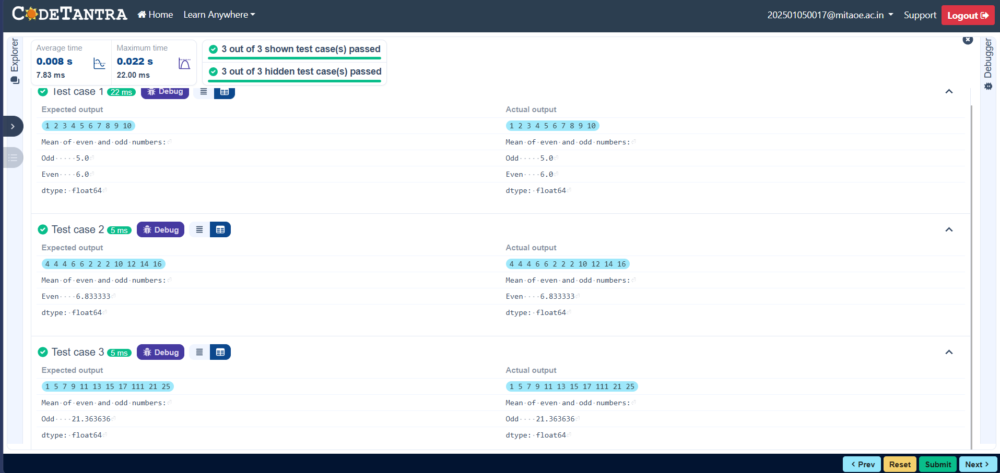 CODETANTRA Home Learn Anywhere 202501050017@mitaoe.ac.in Support Logout
Explorer
Average time
0.008 s
7.83 ms
Maximum time
0.022 s
22.00 ms
3 out of 3 shown test case(s) passed
3 out of 3 hidden test case(s) passed
Debugger
Test case 1 22 ms Debug
Expected output Actual output
1 2 3 4 5 6 7 8 9 10 1 2 3 4 5 6 7 8 9 10
Mean·of·even·and·odd·numbers:⏎ Mean·of·even·and·odd·numbers:⏎
Odd·····5.0⏎ Odd·····5.0⏎
Even····6.0⏎ Even····6.0⏎
dtype:·float64⏎ dtype:·float64⏎
Test case 2 5 ms Debug
Expected output Actual output
4 4 4 6 6 2 2 2 10 12 14 16 4 4 4 6 6 2 2 2 10 12 14 16
Mean·of·even·and·odd·numbers:⏎ Mean·of·even·and·odd·numbers:⏎
Even····6.833333⏎ Even····6.833333⏎
dtype:·float64⏎ dtype:·float64⏎
Test case 3 5 ms Debug
Expected output Actual output
1 5 7 9 11 13 15 17 111 21 25 1 5 7 9 11 13 15 17 111 21 25
Mean·of·even·and·odd·numbers:⏎ Mean·of·even·and·odd·numbers:⏎
Odd····21.363636⏎ Odd····21.363636⏎
dtype:·float64⏎ dtype:·float64⏎
Prev Reset Submit Next